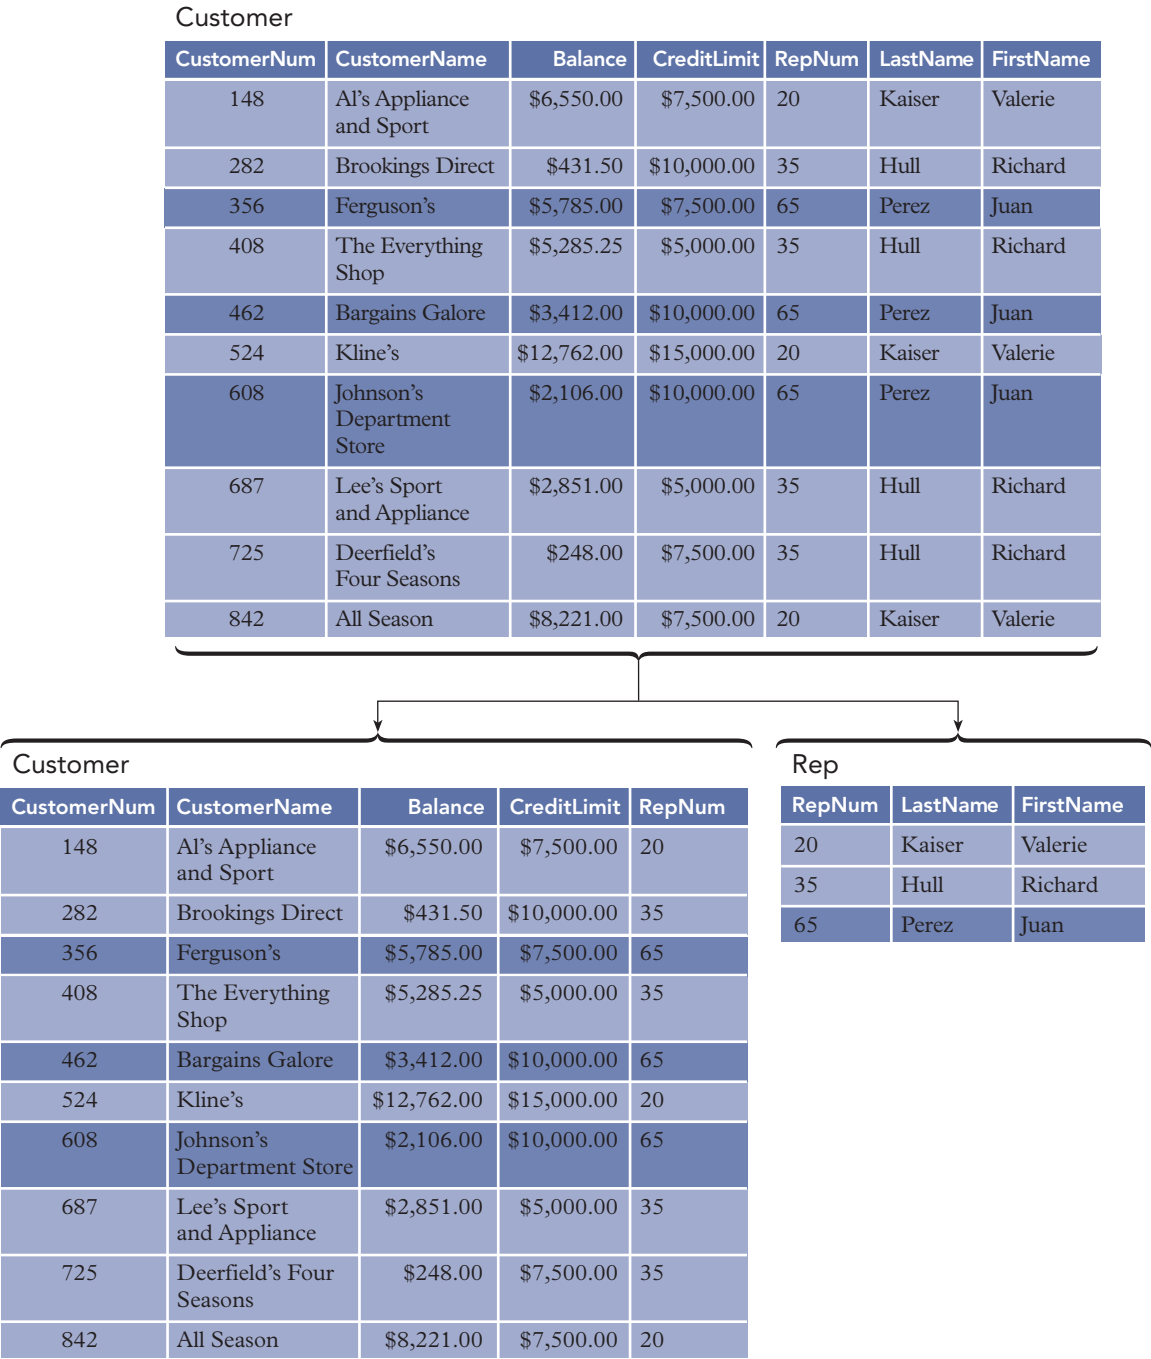 Customer
CustomerNum CustomerName Balance CreditLimit RepNum LastName FirstName
148 Al’s Appliance $6,550.00 $7,500.00 20 Kaiser Valerie
and Sport
282 Brookings Direct $431.50 $10,000.00 35 Hull Richard
356 Ferguson’s $5,785.00 $7,500.00 65 Perez Juan
408 The Everything $5,285.25 $5,000.00 35 Hull Richard
Shop
462 Bargains Galore $3,412.00 $10,000.00 65 Perez Juan
524 Kline’s $12,762.00 $15,000.00 20 Kaiser Valerie
608 Johnson’s $2,106.00 $10,000.00 65 Perez Juan
Department
Store
687 Lee’s Sport $2,851.00 $5,000.00 35 Hull Richard
and Appliance
725 Deerfield’s $248.00 $7,500.00 35 Hull Richard
Four Seasons
842 All Season $8,221.00 $7,500.00 20 Kaiser Valerie
Customer
CustomerNum CustomerName Balance CreditLimit RepNum
148 Al’s Appliance $6,550.00 $7,500.00 20
and Sport
282 Brookings Direct $431.50 $10,000.00 35
356 Ferguson’s $5,785.00 $7,500.00 65
408 The Everything $5,285.25 $5,000.00 35
Shop
462 Bargains Galore $3,412.00 $10,000.00 65
524 Kline’s $12,762.00 $15,000.00 20
608 Johnson’s $2,106.00 $10,000.00 65
Department Store
687 Lee’s Sport $2,851.00 $5,000.00 35
and Appliance
725 Deerfield’s Four $248.00 $7,500.00 35
Seasons
842 All Season $8,221.00 $7,500.00 20
Rep
RepNum LastName FirstName
20 Kaiser Valerie
35 Hull Richard
65 Perez Juan